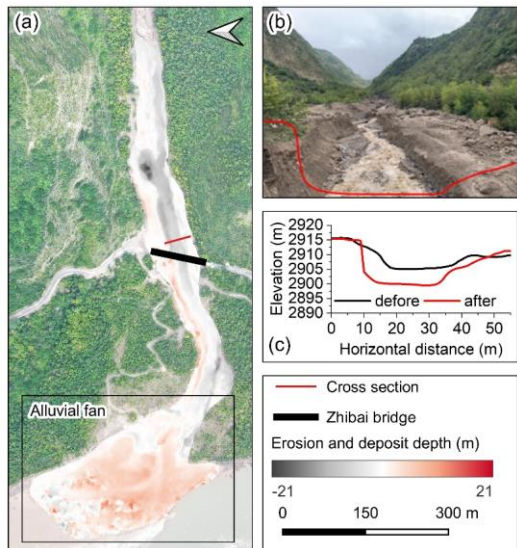 (a)
Alluvial fan
(b)
2920
2915
2910
2905
2900
2895
2890
Elevation (m)
defore
after
0
10
20
30
40
50
(c)
Horizontal distance (m)
Cross section
Zhibai bridge
Erosion and deposit depth (m)
-21
21
0
150
300 m